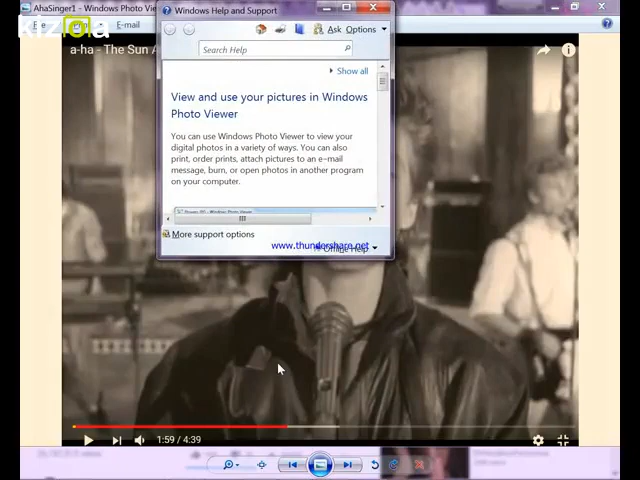 AhaSinger1 - Windows Photo Vie
Windows Help and Support
kizoa
File
E-mail
Ask Options
a-ha - The Sun A
Search Help
Show all
View and use your pictures in Windows
Photo Viewer
You can use Windows Photo Viewer to view your
digital photos in a variety of ways. You can also
print, order prints, attach pictures to an e-mail
message, burn, or open photos in another program
on your computer.
More support options
www.thundershare.net
1:59 / 4:39